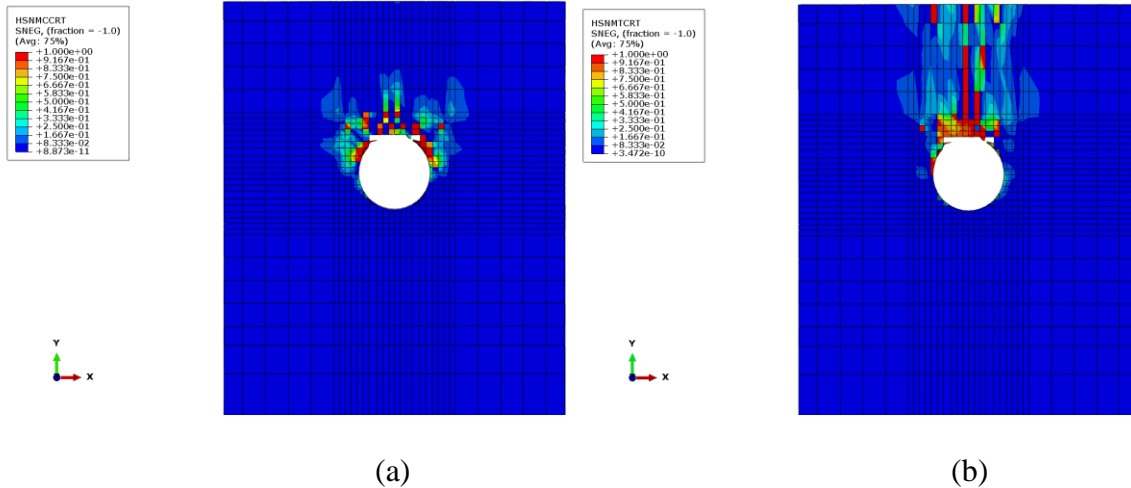 HSNMCCRT
SNEG, (fraction = -1.0)
(Avg: 75%)
+1.000e+00
+9.167e-01
+8.333e-01
+7.500e-01
+6.667e-01
+5.833e-01
+5.000e-01
+4.167e-01
+3.333e-01
+2.500e-01
+1.667e-01
+8.333e-02
+8.873e-11
Y
X
HSNMTCRT
SNEG, (fraction = -1.0)
(Avg: 75%)
+1.000e+00
+9.167e-01
+8.333e-01
+7.500e-01
+6.667e-01
+5.833e-01
+5.000e-01
+4.167e-01
+3.333e-01
+2.500e-01
+1.667e-01
+8.333e-02
+3.472e-10
Y
X
(a)
(b)